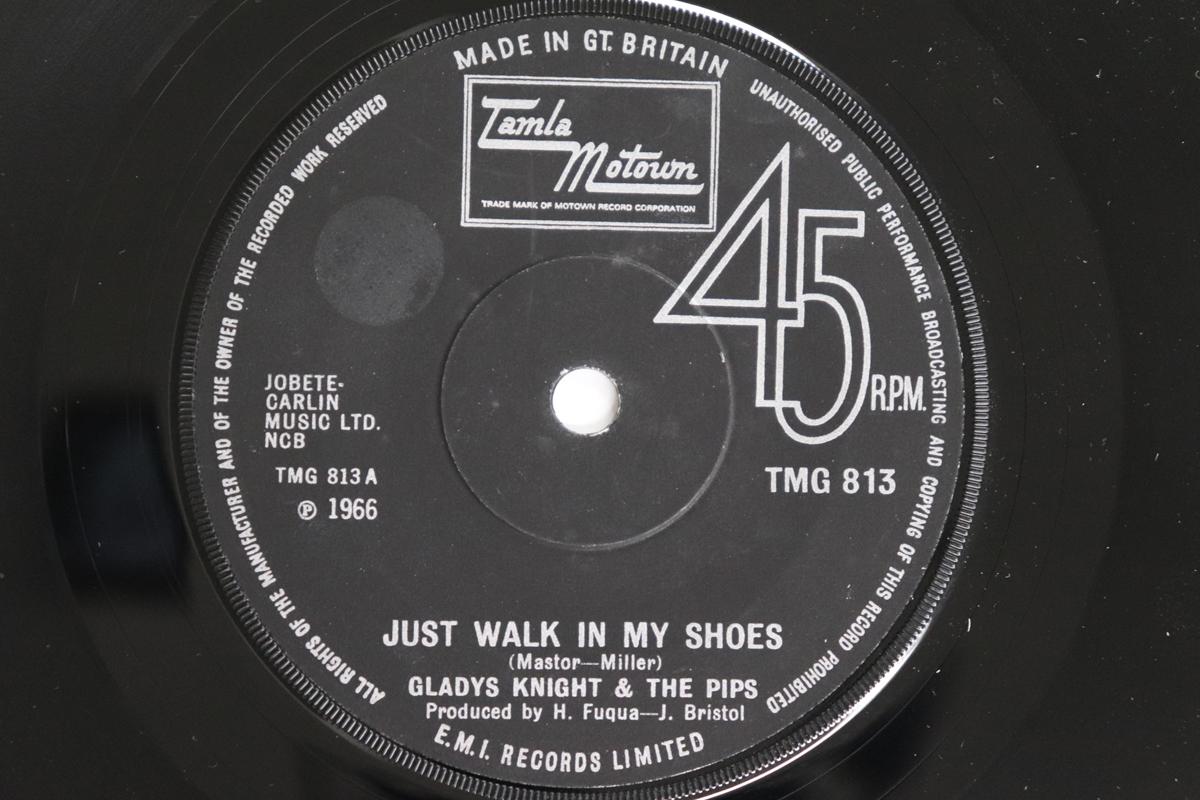 MADE IN GT. BRITAIN
UNAUTHORISED PUBLIC PERFORMANCE BROADCASTING AND COPYING OF THIS RECORD PROHIBITED
ALL RIGHTS OF THE MANUFACTURER AND OF THE OWNER OF THE RECORDED WORK RESERVED
Tamla
Motown
TRADE MARK OF MOTOWN RECORD CORPORATION
45 R.P.M.
JOBETE-
CARLIN
MUSIC LTD.
NCB
TMG 813 A
℗ 1966
TMG 813
JUST WALK IN MY SHOES
(Mastor—Miller)
GLADYS KNIGHT & THE PIPS
Produced by H. Fuqua—J. Bristol
E.M.I. RECORDS LIMITED